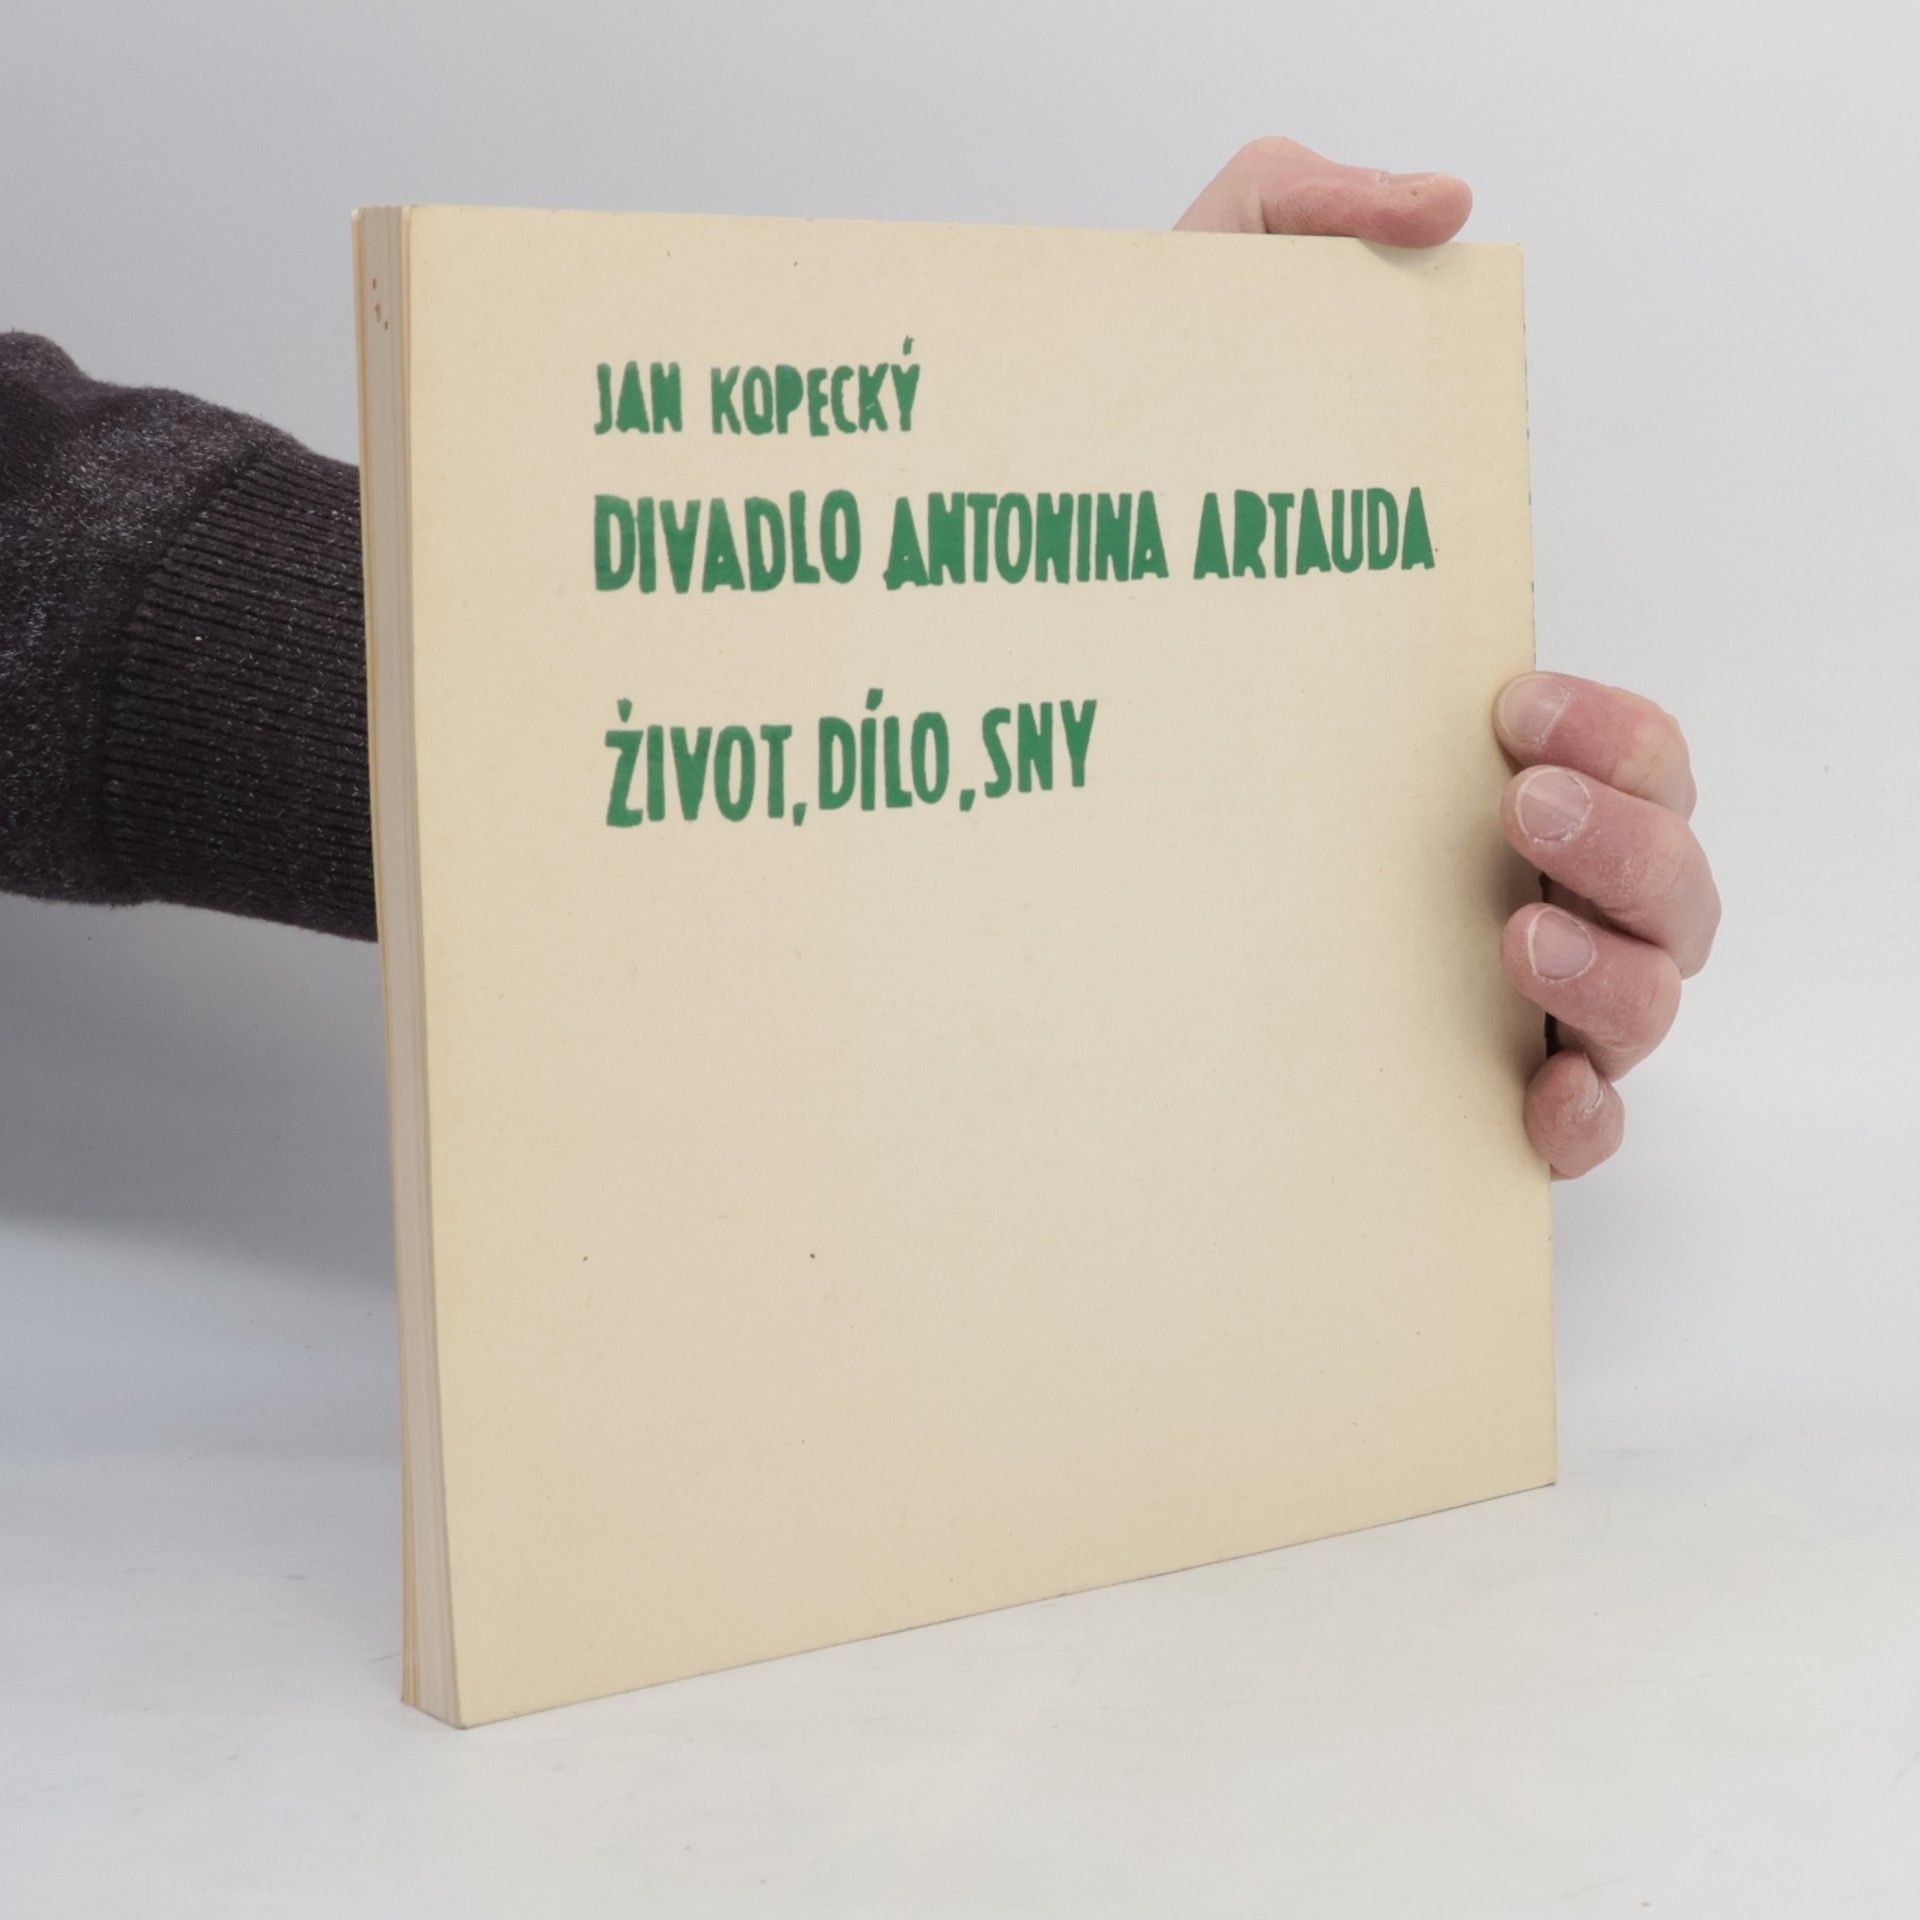 JAN KOPECKÝ
DIVADLO ANTONINA ARTAUDA
ŽIVOT, DÍLO, SNY